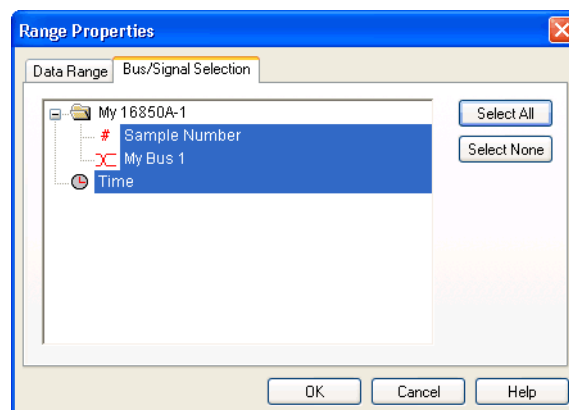 Range Properties
Data Range Bus/Signal Selection
My 16850A-1
# Sample Number
My Bus 1
Time
Select All
Select None
OK Cancel Help